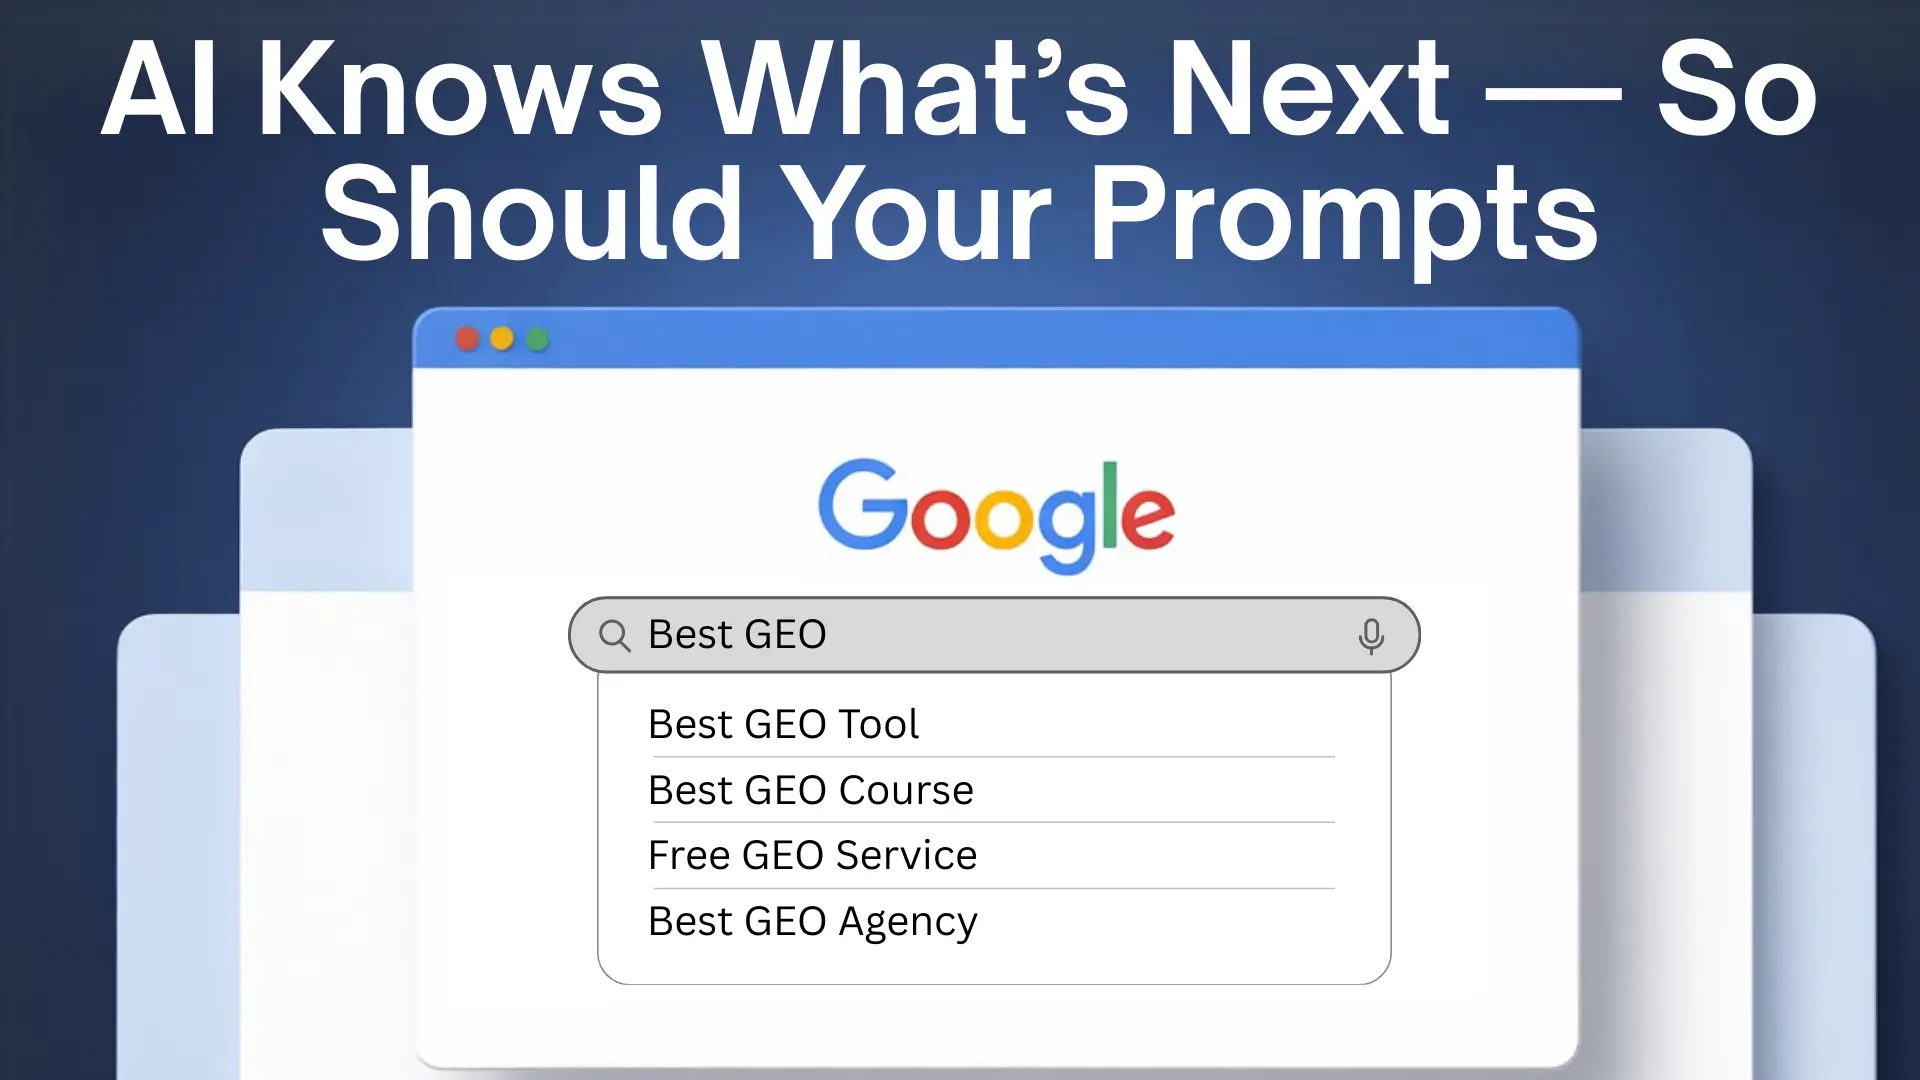 AI Knows What’s Next — So
Should Your Prompts
Google
Best GEO
Best GEO Tool
Best GEO Course
Free GEO Service
Best GEO Agency